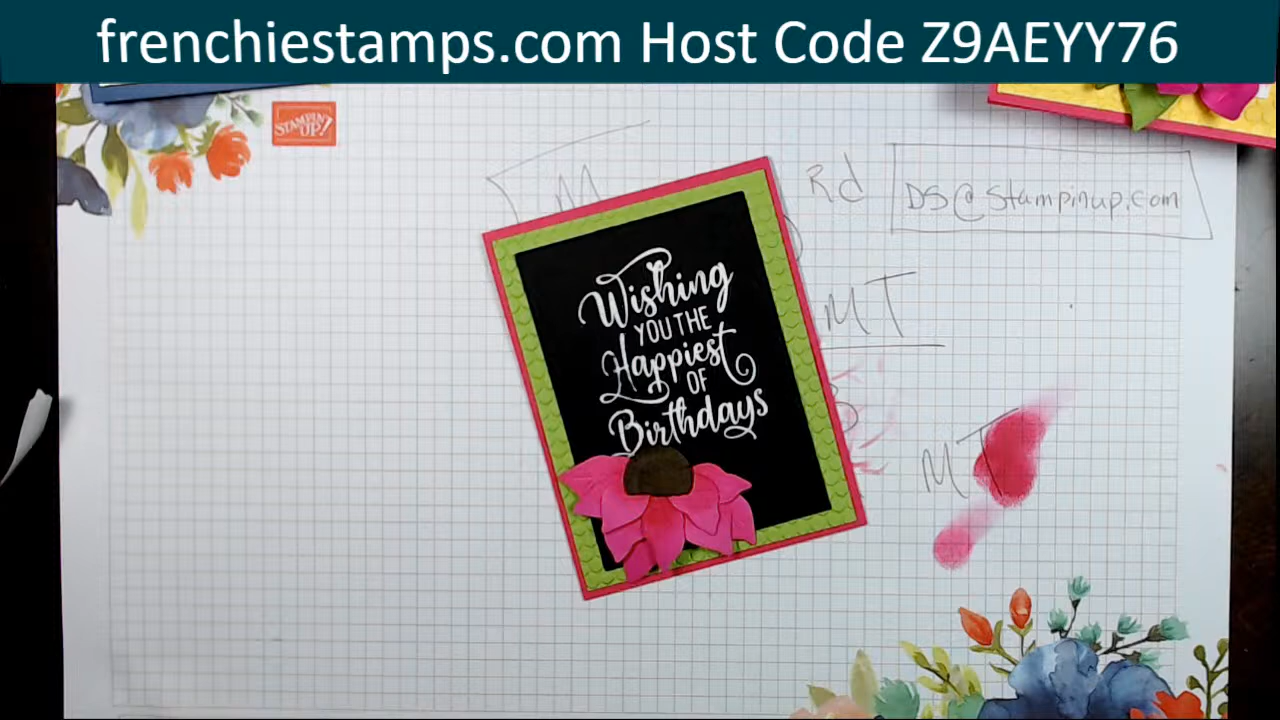 frenchiestamps.com Host Code Z9AEYY76
STAMPIN' UP!
M
Rd
DS@stampinup.com
MT
Wishing
YOU THE
Happiest
OF
Birthdays
MT